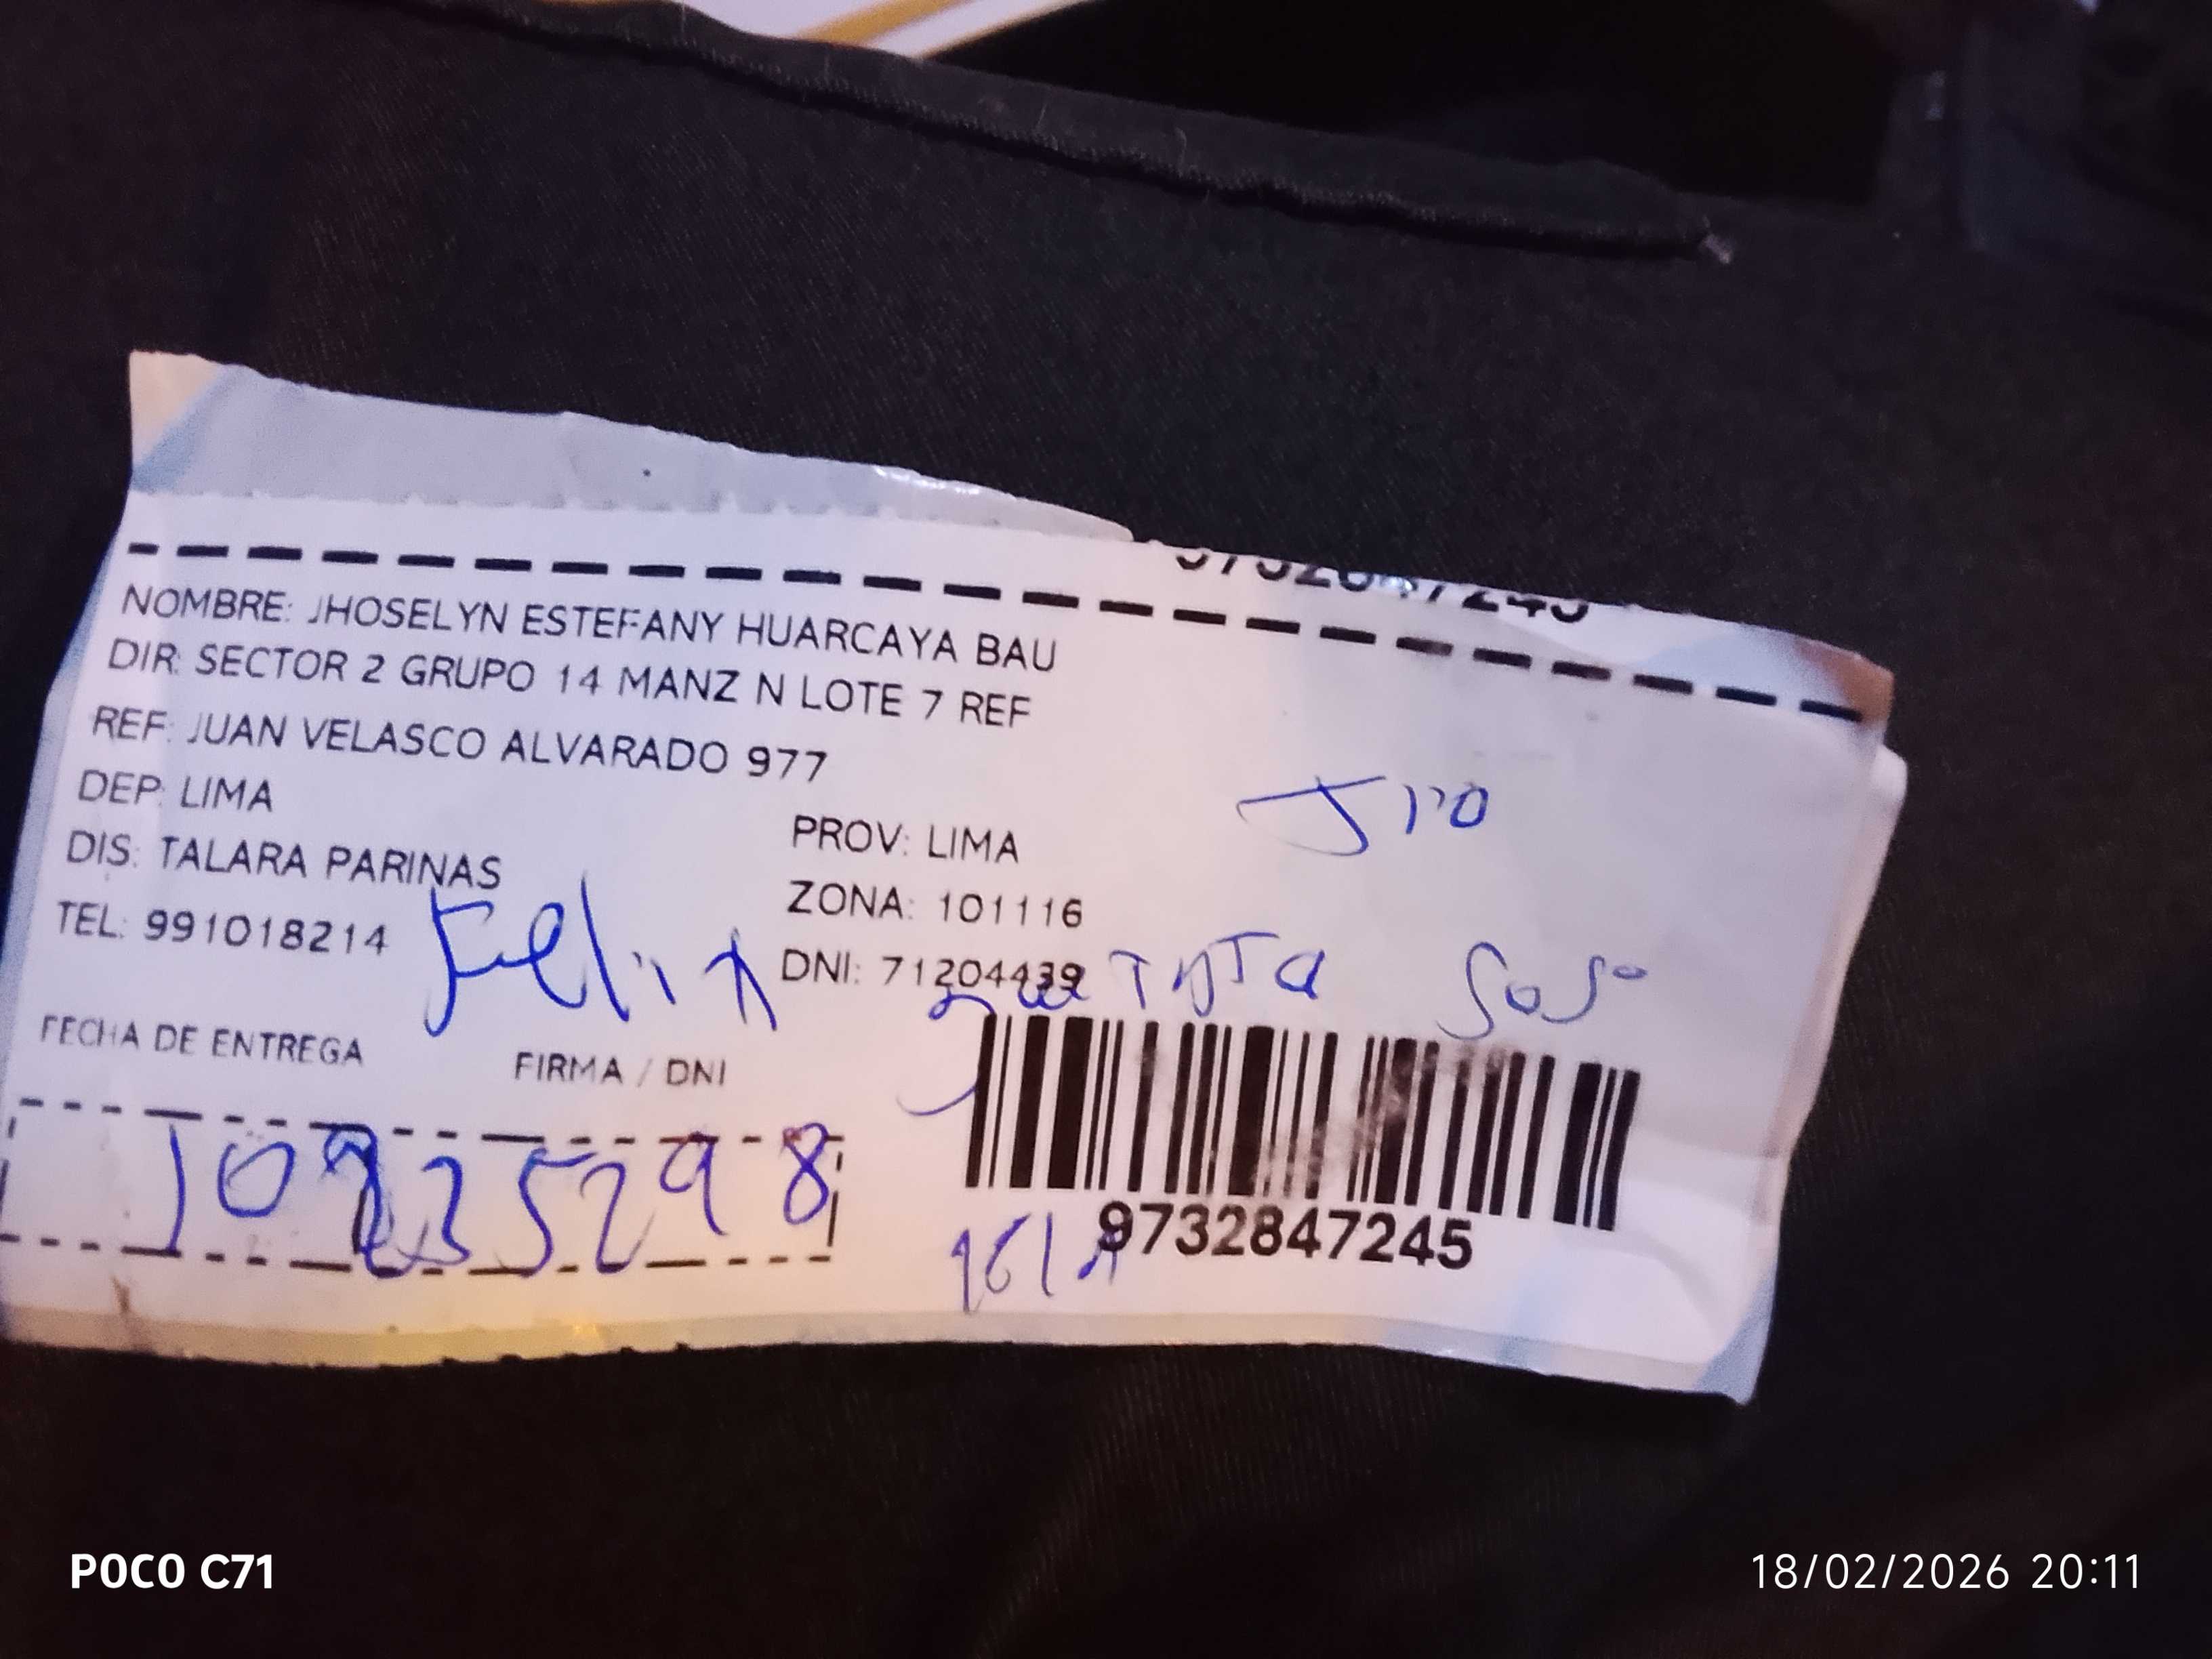 9732847245
NOMBRE: JHOSELYN ESTEFANY HUARCAYA BAU
DIR: SECTOR 2 GRUPO 14 MANZ N LOTE 7 REF
REF: JUAN VELASCO ALVARADO 977
DEP: LIMA
PROV: LIMA
DIS: TALARA PARINAS
ZONA: 101116
TEL: 991018214
DNI: 71204439
Felix
FECHA DE ENTREGA
FIRMA / DNI
9732847245
POCO C71
18/02/2026 20:11